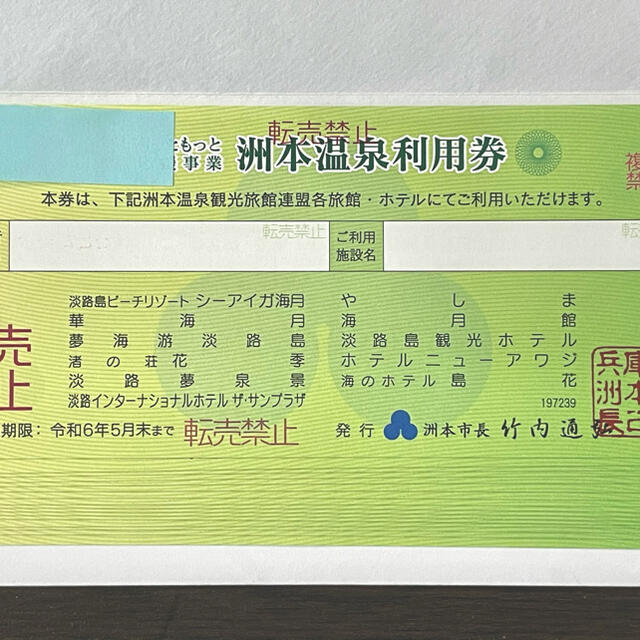 転売禁止
ともっと
事業 洲本温泉利用券
複
禁
本券は、下記洲本温泉観光旅館連盟各旅館・ホテルにてご利用いただけます。
転売禁止 ご利用 転
施設名
淡路島ビーチリゾート シーアイガ海月 やしま
華海月 海月館
夢海游淡路島 淡路島観光ホテル
渚の荘花季 ホテルニューアワジ
淡路夢泉景 海のホテル 島花
淡路インターナショナルホテル ザ・サンプラザ 197239
売
止
兵庫
洲本
長
期限：令和6年5月末まで 転売禁止 発行 洲本市長 竹内通弘